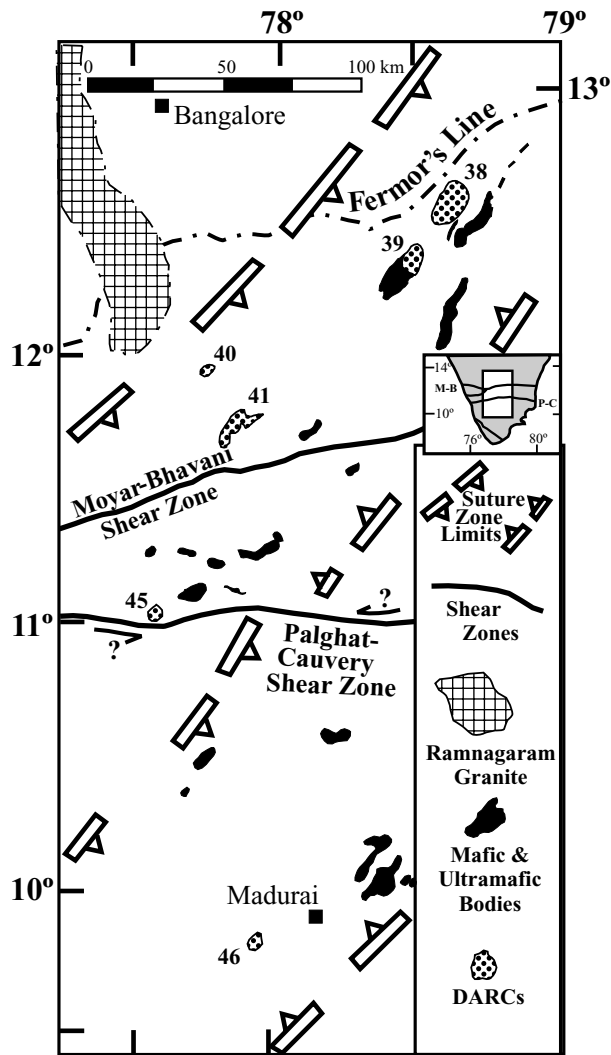 78º
79º
0 50 100 km
13º
Bangalore
Fermor's Line
38
39
12º
40
41
14º
M-B
P-C
10º
76º 80º
Moyar-Bhavani
Shear Zone
Suture
Zone
Limits
45
11º
?
?
Palghat-
Cauvery
Shear Zone
Shear
Zones
Ramnagaram
Granite
Mafic &
Ultramafic
Bodies
10º
Madurai
46
DARCs
78º